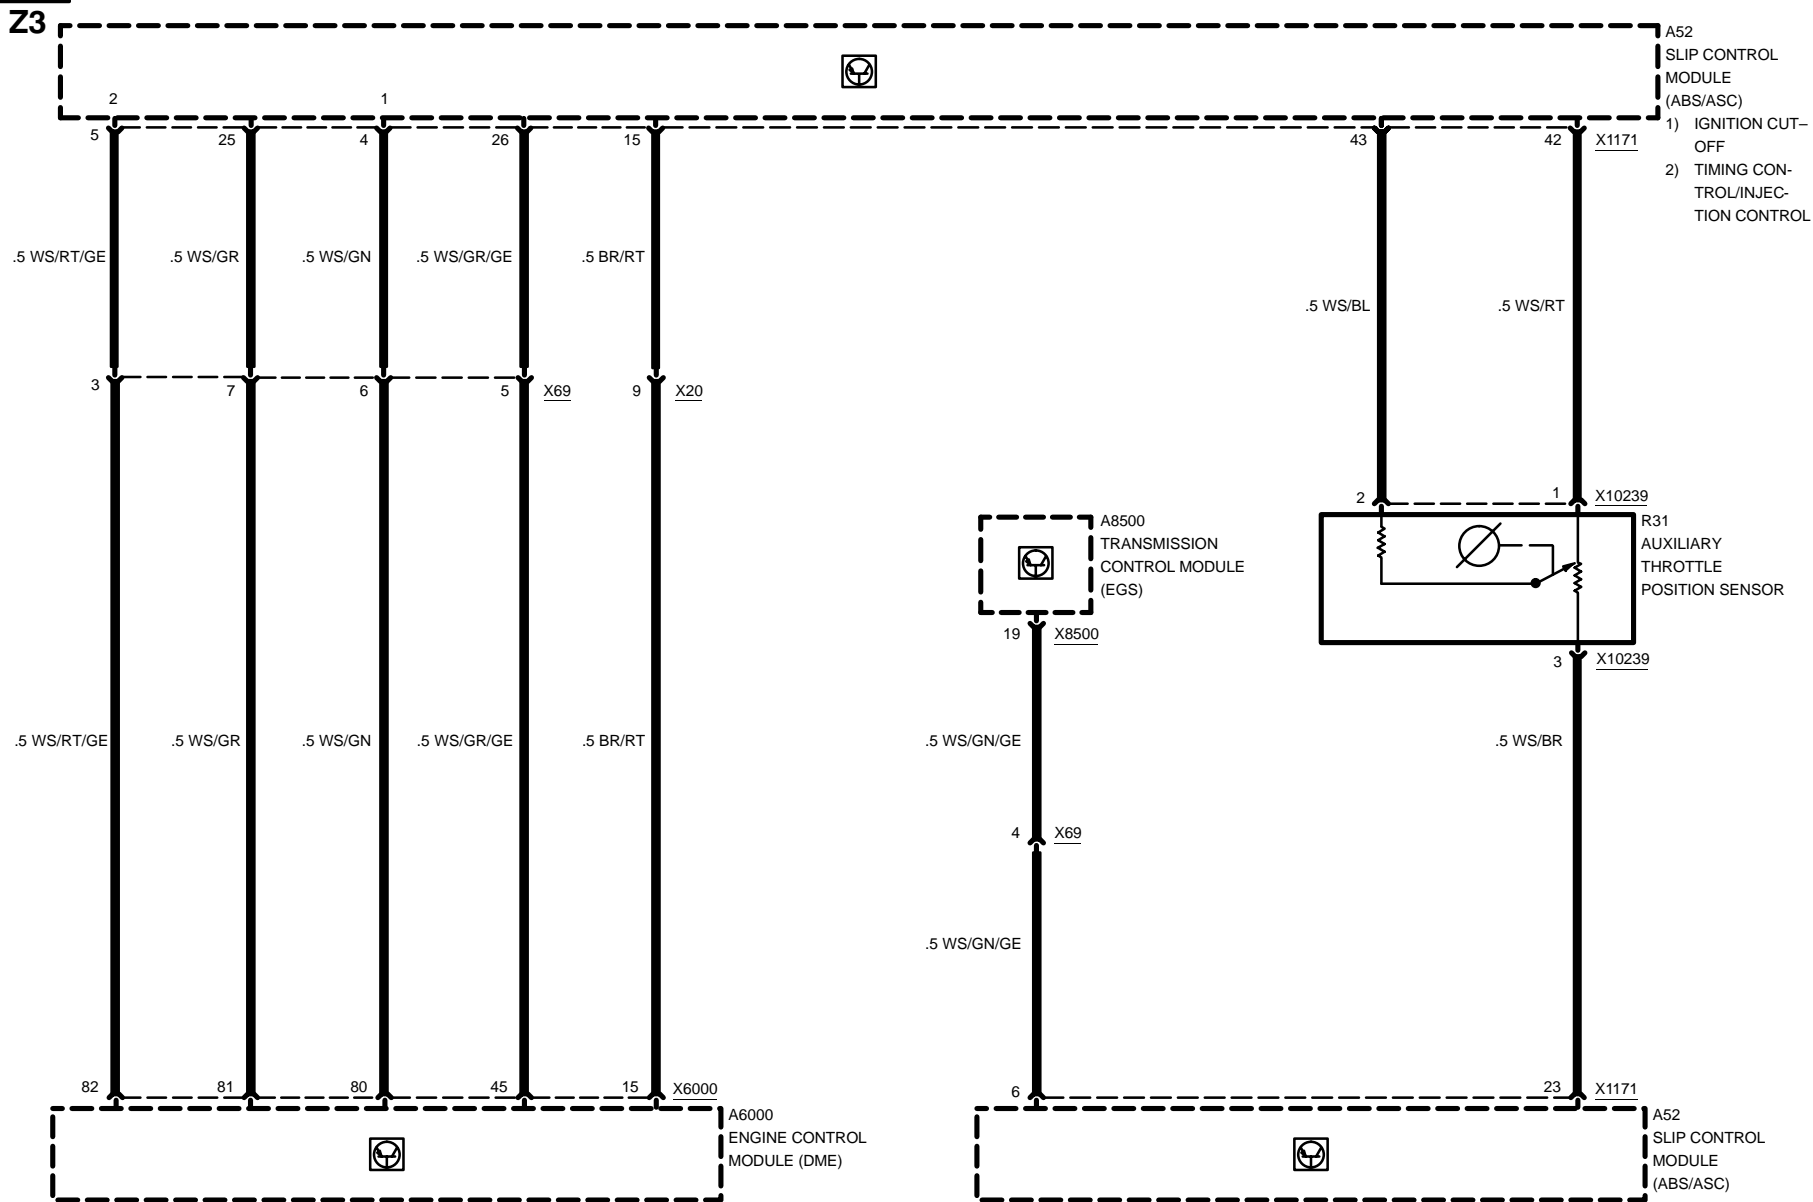 Z3
A52
SLIP CONTROL
MODULE
(ABS/ASC)
1) IGNITION CUT–
OFF
2) TIMING CON-
TROL/INJEC-
TION CONTROL
2 1
5 25 4 26 15 43 42 X1171
.5 WS/RT/GE .5 WS/GR .5 WS/GN .5 WS/GR/GE .5 BR/RT
.5 WS/BL .5 WS/RT
3 7 6 5 X69 9 X20
2 1 X10239
A8500
TRANSMISSION
CONTROL MODULE
(EGS)
R31
AUXILIARY
THROTTLE
POSITION SENSOR
19 X8500
3 X10239
.5 WS/RT/GE .5 WS/GR .5 WS/GN .5 WS/GR/GE .5 BR/RT .5 WS/GN/GE .5 WS/BR
4 X69
.5 WS/GN/GE
82 81 80 45 15 X6000 6 23 X1171
A6000
ENGINE CONTROL
MODULE (DME)
A52
SLIP CONTROL
MODULE
(ABS/ASC)